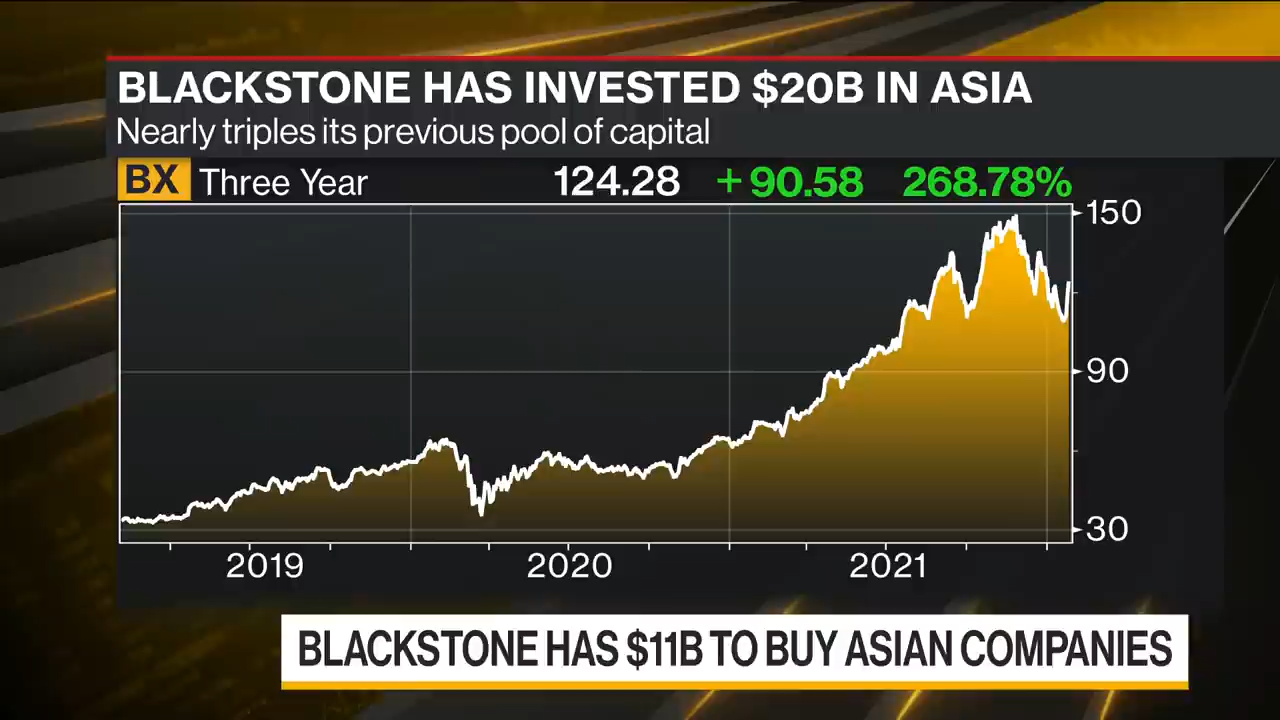 BLACKSTONE HAS INVESTED $20B IN ASIA
Nearly triples its previous pool of capital
BX Three Year 124.28 +90.58 268.78%
150
90
30
2019 2020 2021
BLACKSTONE HAS $11B TO BUY ASIAN COMPANIES